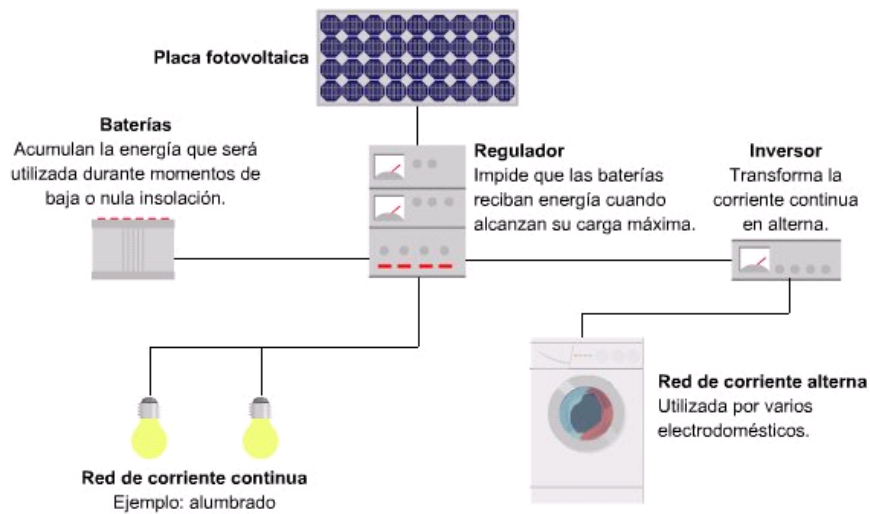 Placa fotovoltaica
Baterías
Acumulan la energía que será
utilizada durante momentos de
baja o nula insolación.
Regulador
Impide que las baterías
reciban energía cuando
alcanzan su carga máxima.
Inversor
Transforma la
corriente continua
en alterna.
Red de corriente alterna
Utilizada por varios
electrodomésticos.
Red de corriente continua
Ejemplo: alumbrado